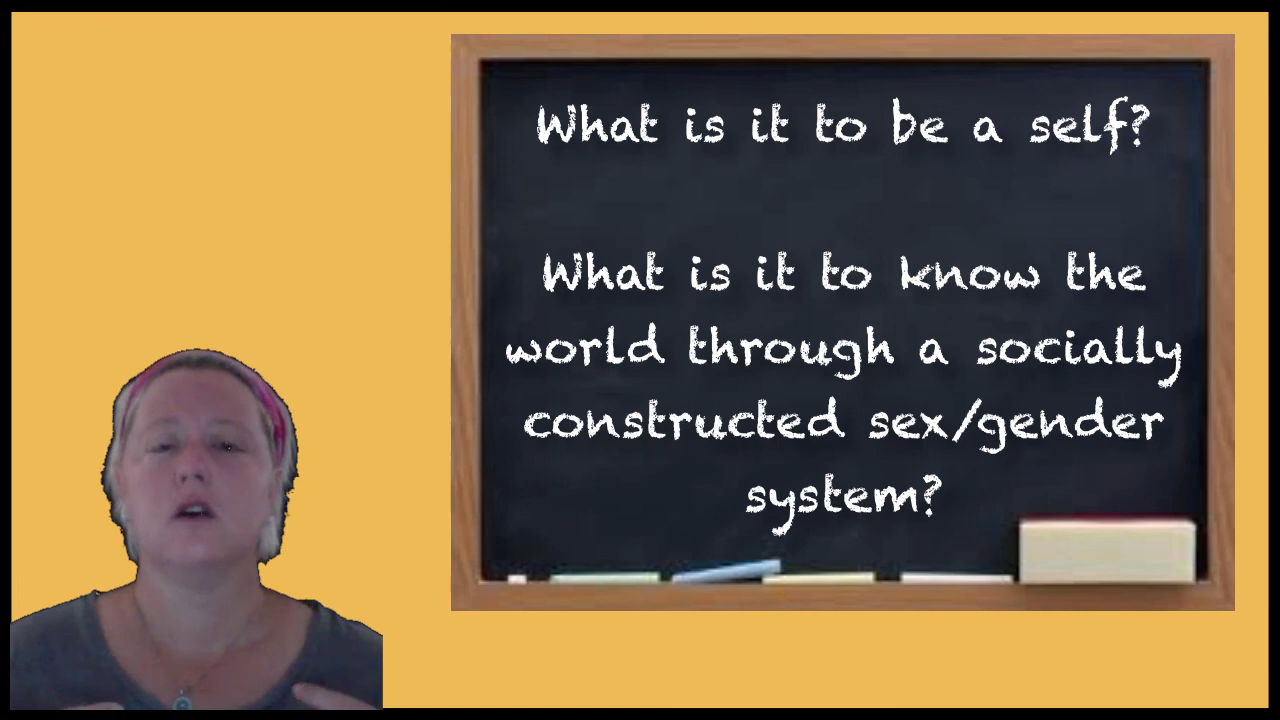 What is it to be a self?
What is it to know the
world through a socially
constructed sex/gender
system?